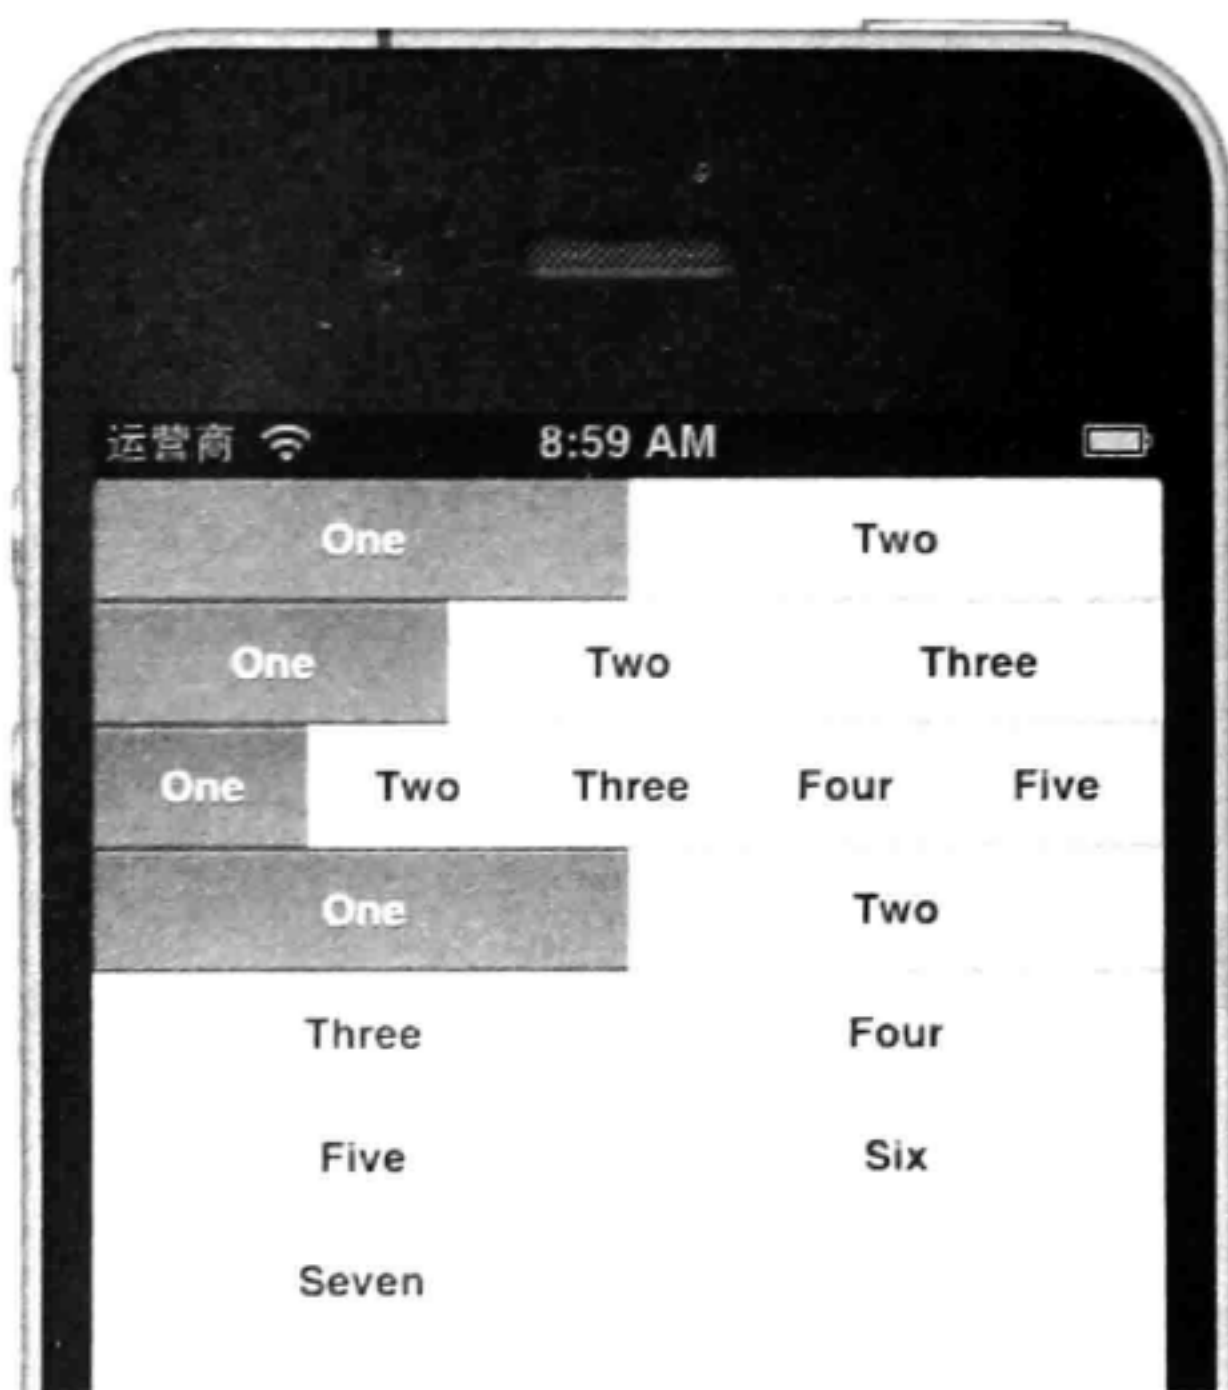 运营商 8:59 AM
One Two
One Two Three
One Two Three Four Five
One Two
Three Four
Five Six
Seven